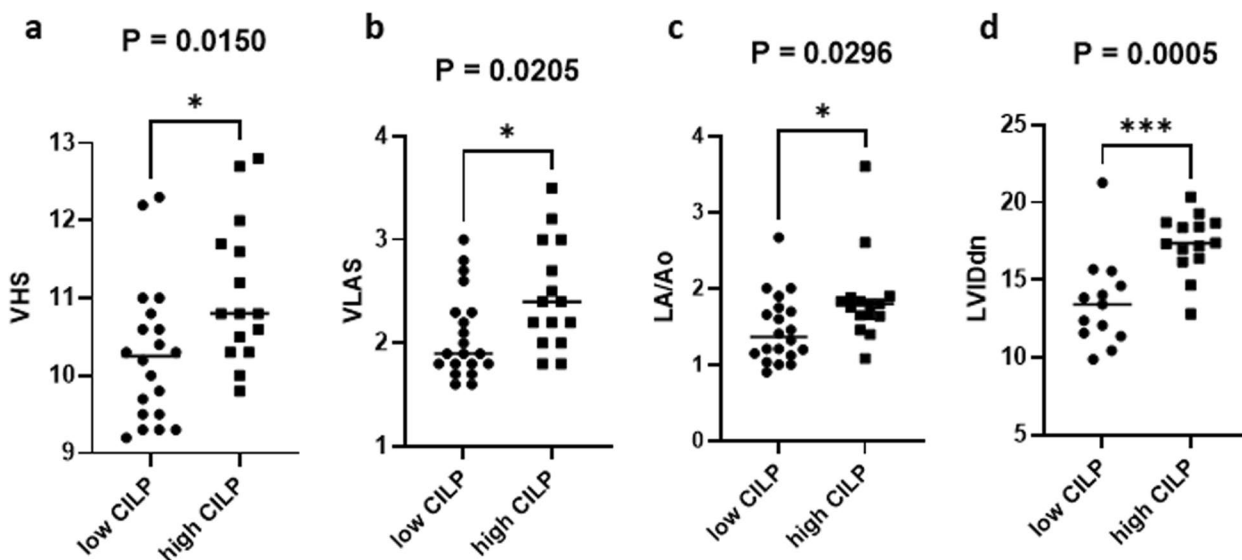 a
P = 0.0150
*
VHS
13
12
11
10
9
low CILP
high CILP
b
P = 0.0205
*
VLAS
4
3
2
1
low CILP
high CILP
c
P = 0.0296
*
LA/Ao
4
3
2
1
0
low CILP
high CILP
d
P = 0.0005
***
LVIDdn
25
20
15
10
5
low CILP
high CILP